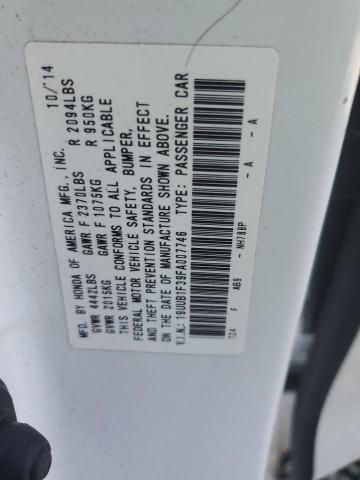 MFD. BY HONDA OF AMERICA MFG., INC. 10/'14
GVWR 4442LBS GAWR F 2370LBS R 2094LBS
GVWR 2015KG GAWR F 1075KG R 950KG
THIS VEHICLE CONFORMS TO ALL APPLICABLE
FEDERAL MOTOR VEHICLE SAFETY, BUMPER,
AND THEFT PREVENTION STANDARDS IN EFFECT
ON THE DATE OF MANUFACTURE SHOWN ABOVE.
V.I.N.: 19UUB1F39FA007746 TYPE: PASSENGER CAR
TZ4 F AB9 NH788P - A - A